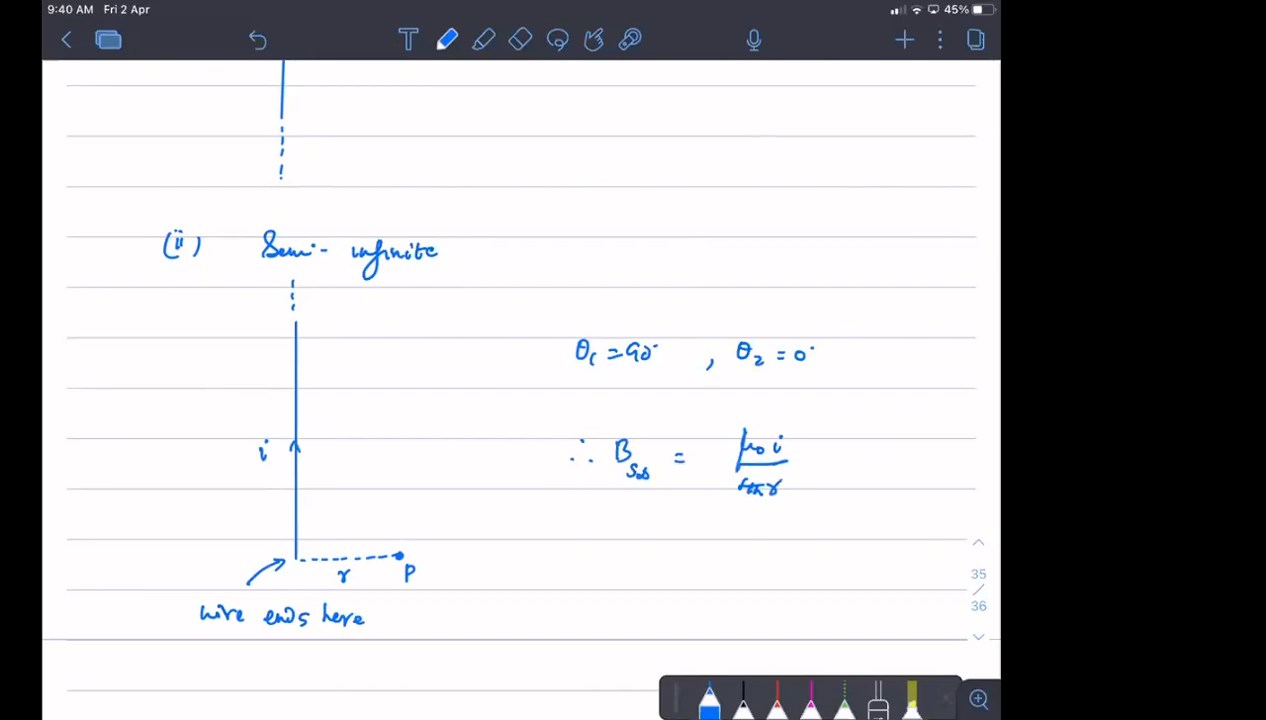 9:40 AM Fri 2 Apr 45%
(ii) Semi-infinite
θ₁ = 90° , θ₂ = 0°
i
∴ B_S∞ = μ₀ i / 4πr
r P
wire ends here
35
/
36